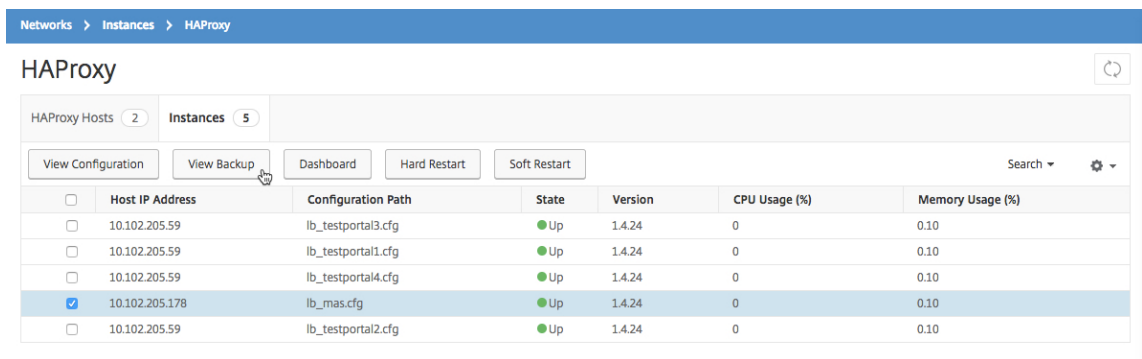 Networks > Instances > HAProxy
HAProxy
HAProxy Hosts 2 Instances 5
View Configuration View Backup Dashboard Hard Restart Soft Restart Search
Host IP Address Configuration Path State Version CPU Usage (%) Memory Usage (%)
10.102.205.59 lb_testportal3.cfg Up 1.4.24 0 0.10
10.102.205.59 lb_testportal1.cfg Up 1.4.24 0 0.10
10.102.205.59 lb_testportal4.cfg Up 1.4.24 0 0.10
10.102.205.178 lb_mas.cfg Up 1.4.24 0 0.10
10.102.205.59 lb_testportal2.cfg Up 1.4.24 0 0.10